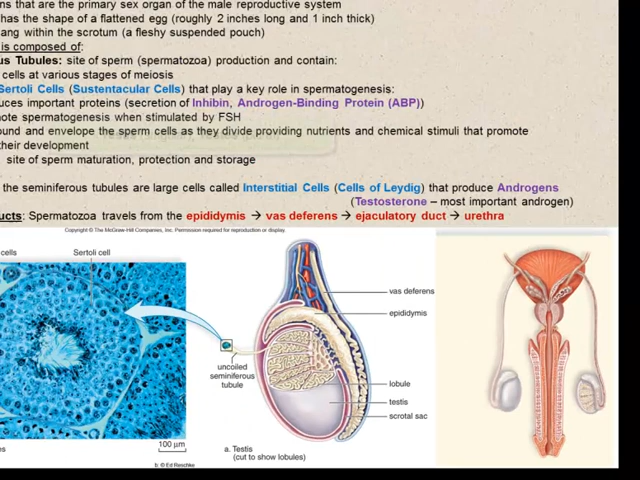 ns that are the primary sex organ of the male reproductive system
has the shape of a flattened egg (roughly 2 inches long and 1 inch thick)
ang within the scrotum (a fleshy suspended pouch)
is composed of:
us Tubules: site of sperm (spermatozoa) production and contain:
cells at various stages of meiosis
Sertoli Cells (Sustentacular Cells) that play a key role in spermatogenesis:
uces important proteins (secretion of Inhibin, Androgen-Binding Protein (ABP))
note spermatogenesis when stimulated by FSH
ound and envelope the sperm cells as they divide providing nutrients and chemical stimuli that promote
their development
site of sperm maturation, protection and storage
the seminiferous tubules are large cells called Interstitial Cells (Cells of Leydig) that produce Androgens
(Testosterone – most important androgen)
ucts: Spermatozoa travels from the epididymis → vas deferens → ejaculatory duct → urethra
Copyright © The McGraw-Hill Companies, Inc. Permission required for reproduction or display.
cells
Sertoli cell
vas deferens
epididymis
uncoiled
seminiferous
tubule
lobule
testis
scrotal sac
100 µm
a. Testis
(cut to show lobules)
es
b. © Ed Reschke